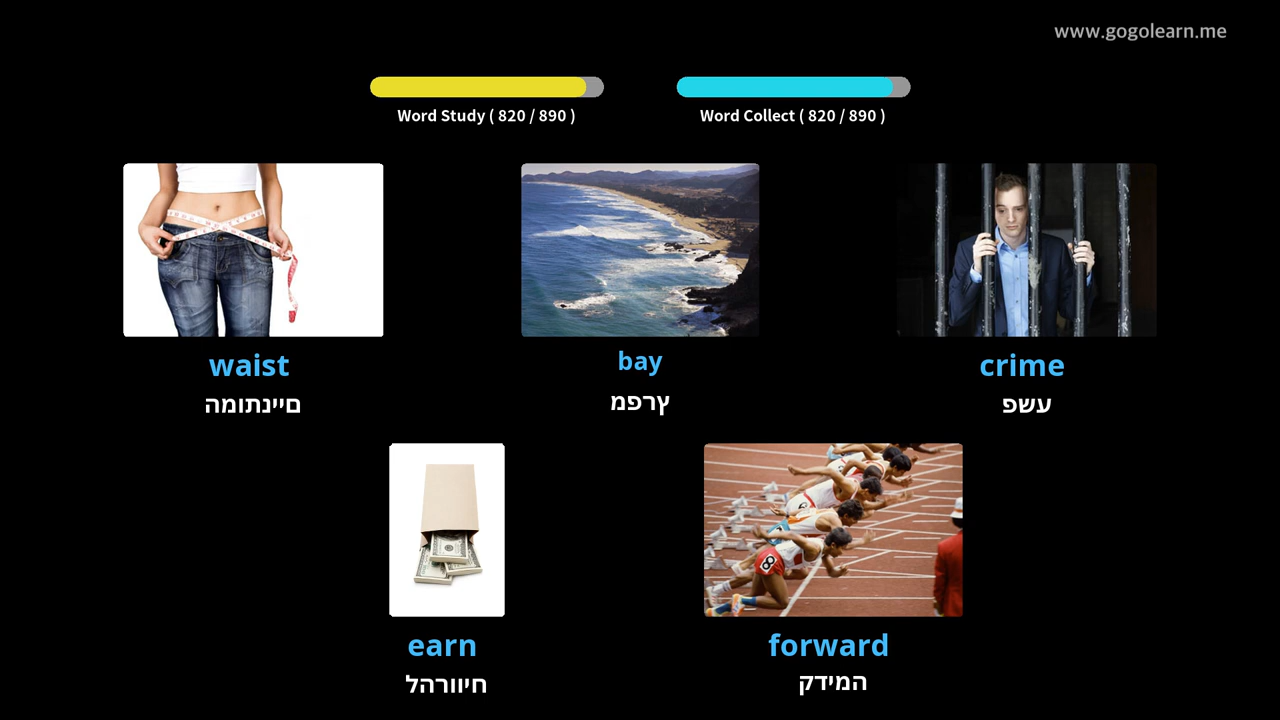 www.gogolearn.me
Word Study ( 820 / 890 )
Word Collect ( 820 / 890 )
waist
םיינתומה
bay
ץרפמ
crime
עשפ
earn
חיוורהל
forward
המידק